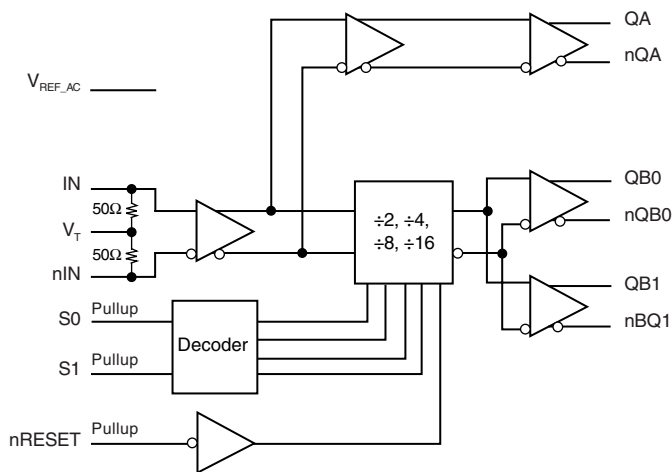 QA
nQA
V_REF_AC
IN
50Ω
V_T
50Ω
nIN
÷2, ÷4,
÷8, ÷16
QB0
nQB0
QB1
nBQ1
S0 Pullup
Decoder
S1 Pullup
nRESET Pullup